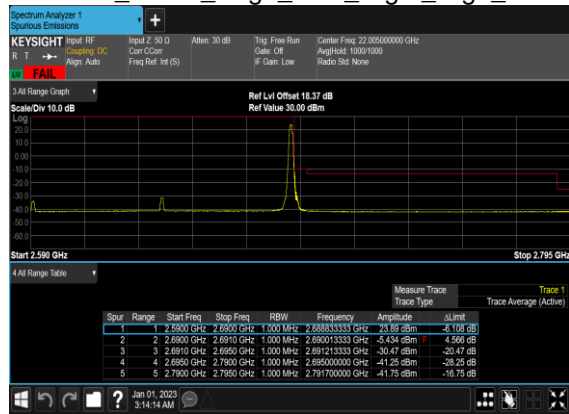 Spectrum Analyzer 1
Spurious Emissions
+
KEYSIGHT Input: RF Input Z: 50 Ω Atten: 30 dB Trig: Free Run Center Freq: 22.005000000 GHz
R T Coupling: DC Corr CCorr Gate: Off Avg|Hold: 1000/1000
Align: Auto Freq Ref: Int (S) IF Gain: Low Radio Std: None
LV FAIL
3 All Range Graph
Ref Lvl Offset 18.37 dB
Scale/Div 10.0 dB Ref Value 30.00 dBm
Log
20.0
10.0
0.00
-10.0
-20.0
-30.0
-40.0
-50.0
-60.0
Start 2.590 GHz Stop 2.795 GHz
4 All Range Table
Measure Trace Trace 1
Trace Type Trace Average (Active)
Spur Range Start Freq Stop Freq RBW Frequency Amplitude ΔLimit
1 1 2.5900 GHz 2.6900 GHz 1.000 MHz 2.688833333 GHz 23.89 dBm -6.108 dB
2 2 2.6900 GHz 2.6910 GHz 1.000 MHz 2.690013333 GHz -5.434 dBm F 4.566 dB
3 3 2.6910 GHz 2.6950 GHz 1.000 MHz 2.691213333 GHz -30.47 dBm -20.47 dB
4 4 2.6950 GHz 2.7900 GHz 1.000 MHz 2.695000000 GHz -41.25 dBm -28.25 dB
5 5 2.7900 GHz 2.7950 GHz 1.000 MHz 2.791700000 GHz -41.75 dBm -16.75 dB
?
Jan 01, 2023
3:14:14 AM